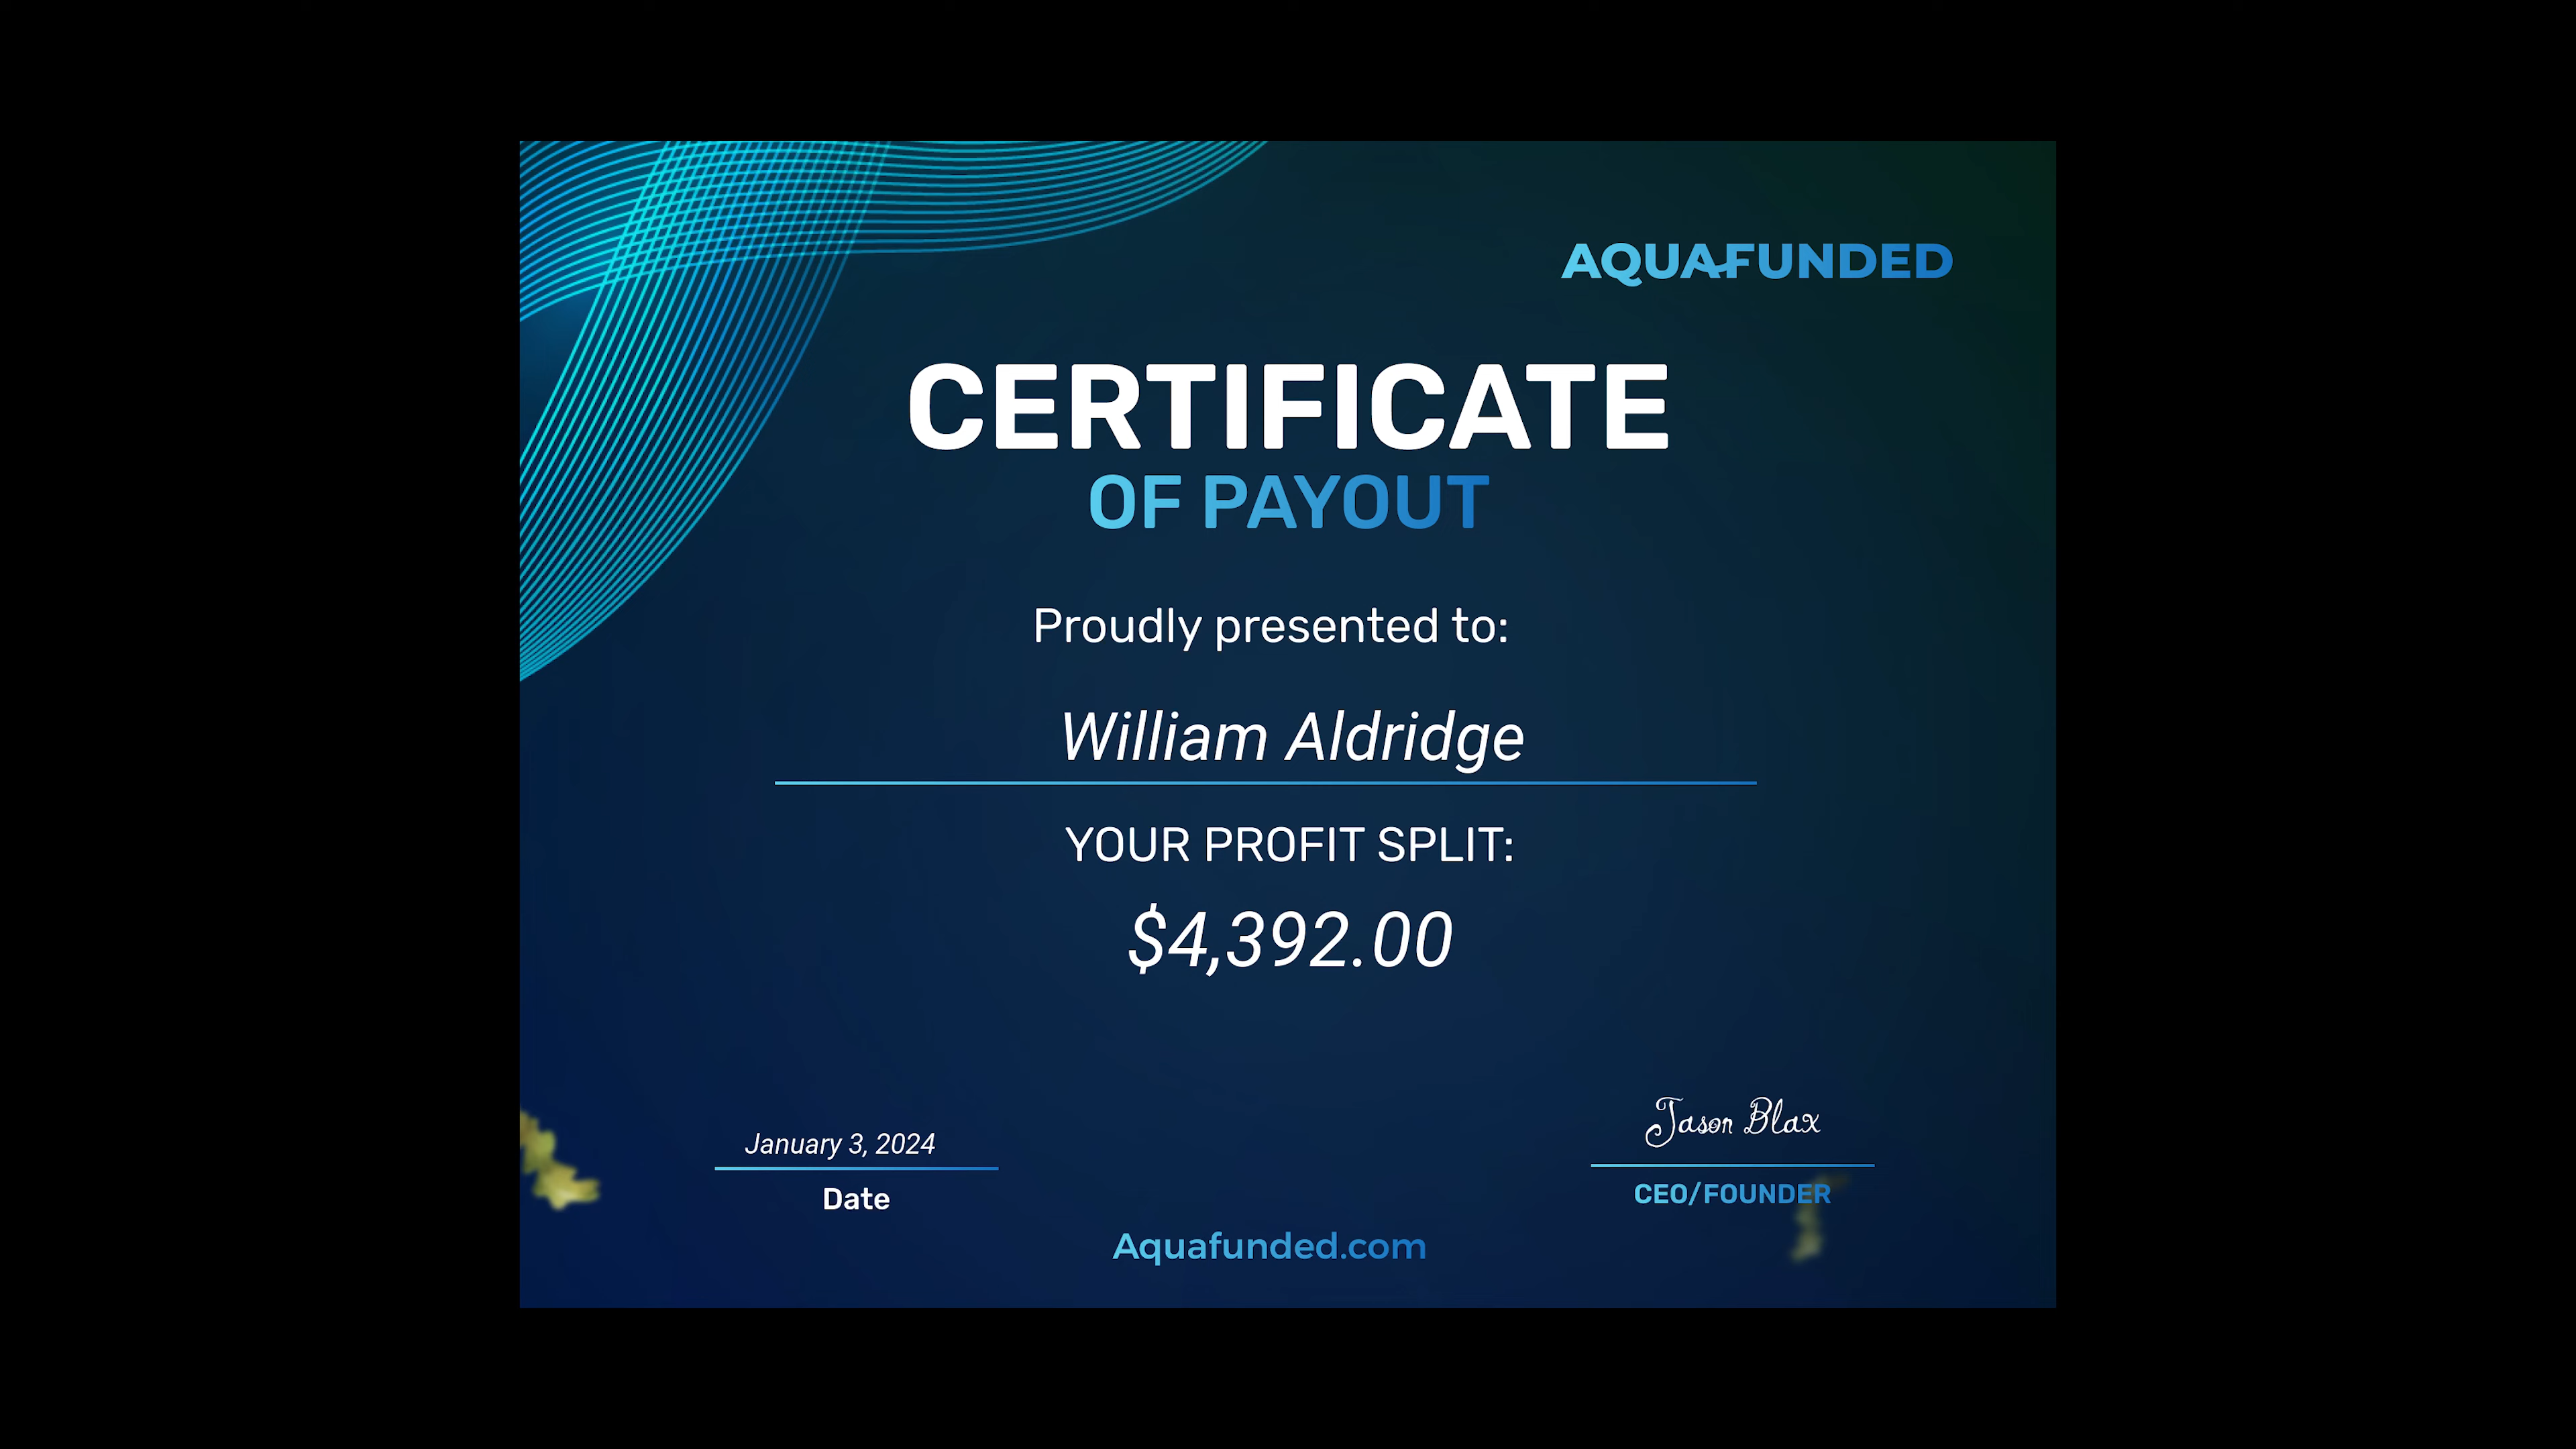 AQUAFUNDED
CERTIFICATE
OF PAYOUT
Proudly presented to:
William Aldridge
YOUR PROFIT SPLIT:
$4,392.00
January 3, 2024
Date
Jason Blax
CEO/FOUNDER
Aquafunded.com